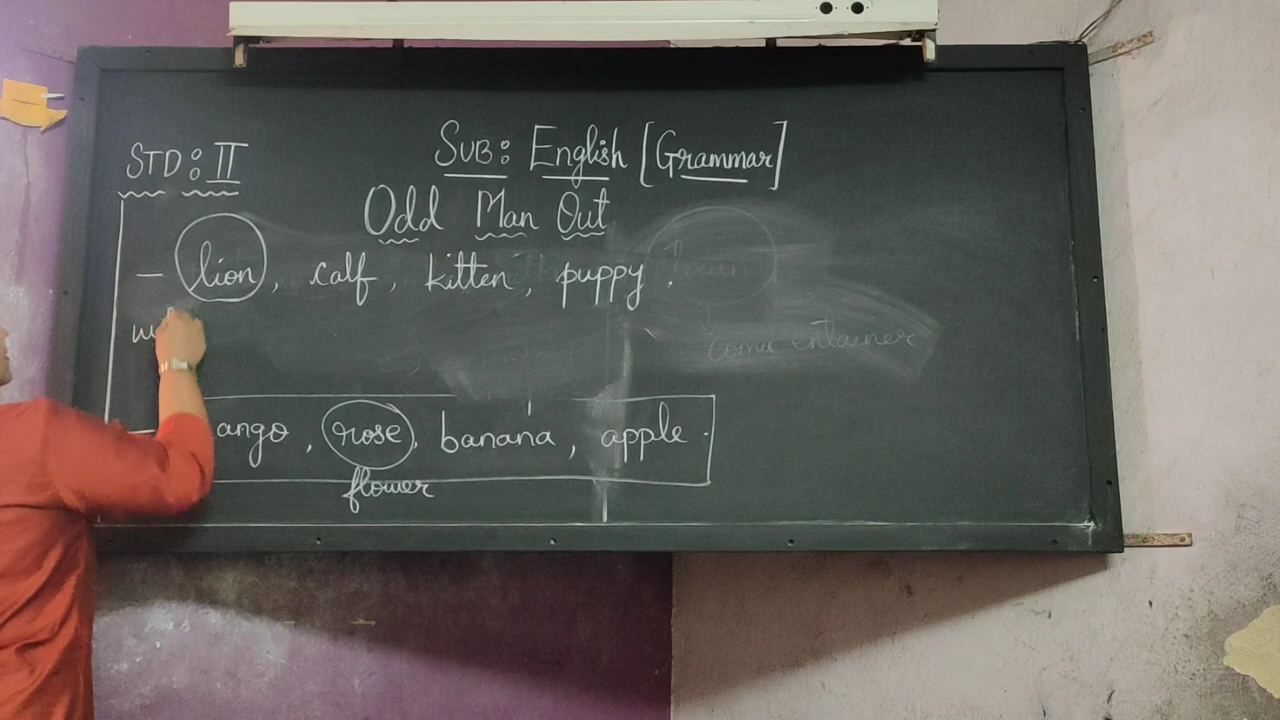 STD: II
SUB: English [Grammar]
Odd Man Out
– lion, calf, kitten, puppy.
ango, rose, banana, apple.
flower